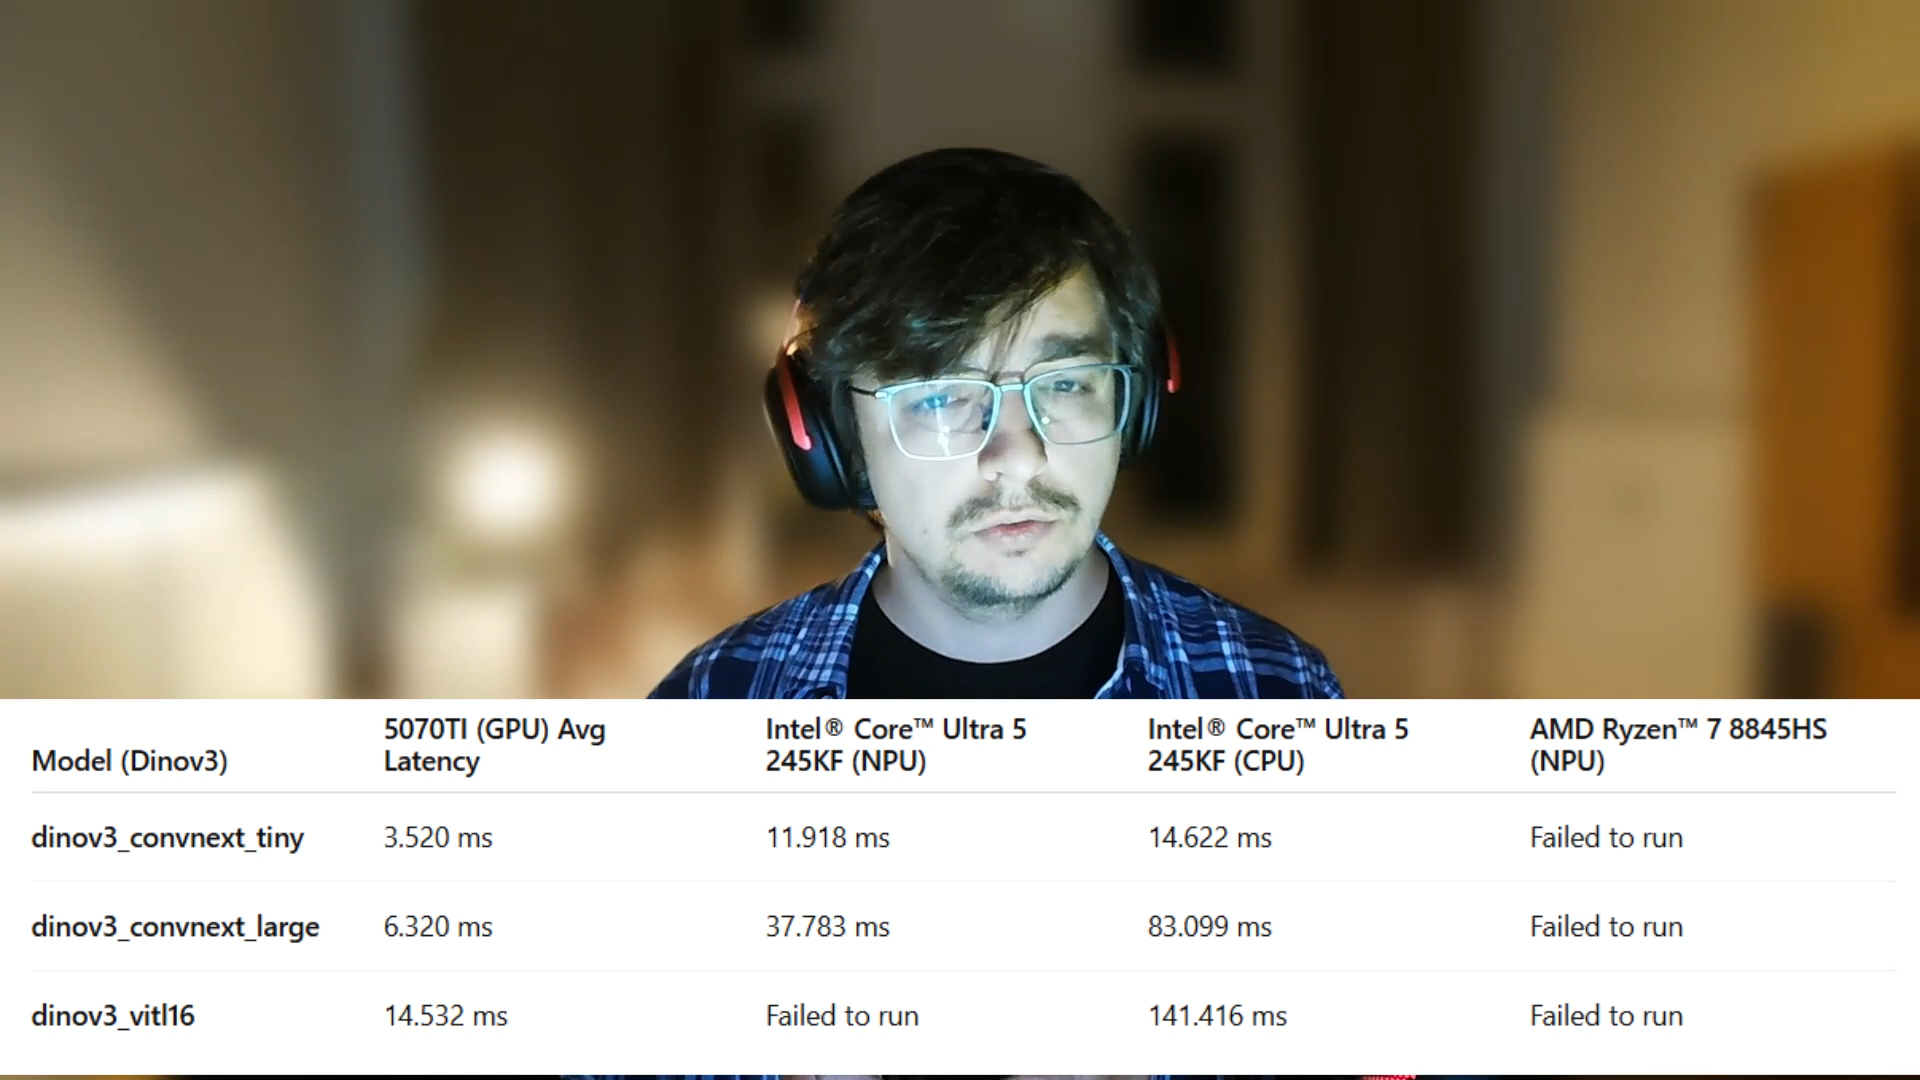 Model (Dinov3)
5070TI (GPU) Avg
Latency
Intel® Core™ Ultra 5
245KF (NPU)
Intel® Core™ Ultra 5
245KF (CPU)
AMD Ryzen™ 7 8845HS
(NPU)
dinov3_convnext_tiny 3.520 ms 11.918 ms 14.622 ms Failed to run
dinov3_convnext_large 6.320 ms 37.783 ms 83.099 ms Failed to run
dinov3_vitl16 14.532 ms Failed to run 141.416 ms Failed to run